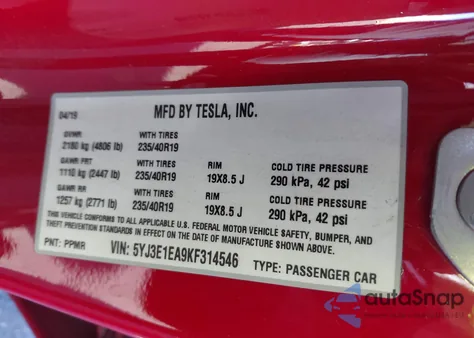 04/19 MFD BY TESLA, INC.
GVWR WITH TIRES
2180 kg (4806 lb) 235/40R19
GAWR FRT WITH TIRES RIM COLD TIRE PRESSURE
1110 kg (2447 lb) 235/40R19 19X8.5 J 290 kPa, 42 psi
GAWR RR WITH TIRES RIM COLD TIRE PRESSURE
1257 kg (2771 lb) 235/40R19 19X8.5 J 290 kPa, 42 psi
THIS VEHICLE CONFORMS TO ALL APPLICABLE U.S. FEDERAL MOTOR VEHICLE SAFETY, BUMPER, AND
THEFT PREVENTION STANDARDS IN EFFECT ON THE DATE OF MANUFACTURE SHOWN ABOVE.
PNT: PPMR VIN: 5YJ3E1EA9KF314546 TYPE: PASSENGER CAR
autoSnap